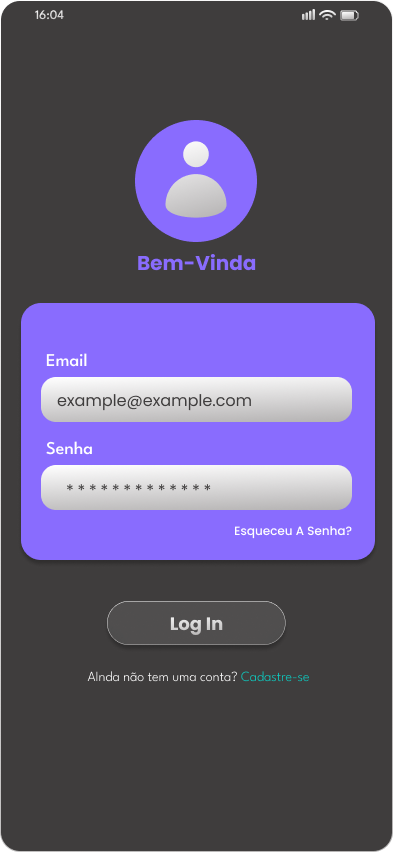 16:04
Bem-Vinda
Email
example@example.com
Senha
*************
Esqueceu A Senha?
Log In
AInda não tem uma conta? Cadastre-se